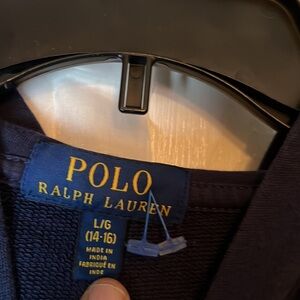 POLO
RALPH LAUREN
L/G
(14-16)
MADE IN
INDIA
FABRIQUÉ EN
INDE